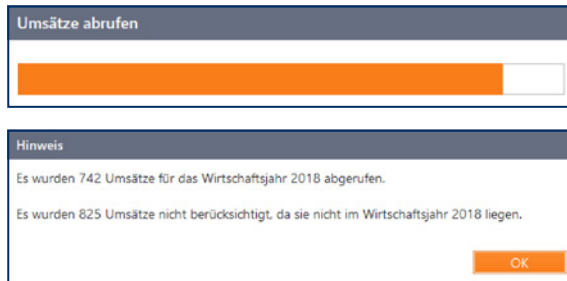 Umsätze abrufen
Hinweis
Es wurden 742 Umsätze für das Wirtschaftsjahr 2018 abgerufen.
Es wurden 825 Umsätze nicht berücksichtigt, da sie nicht im Wirtschaftsjahr 2018 liegen.
OK